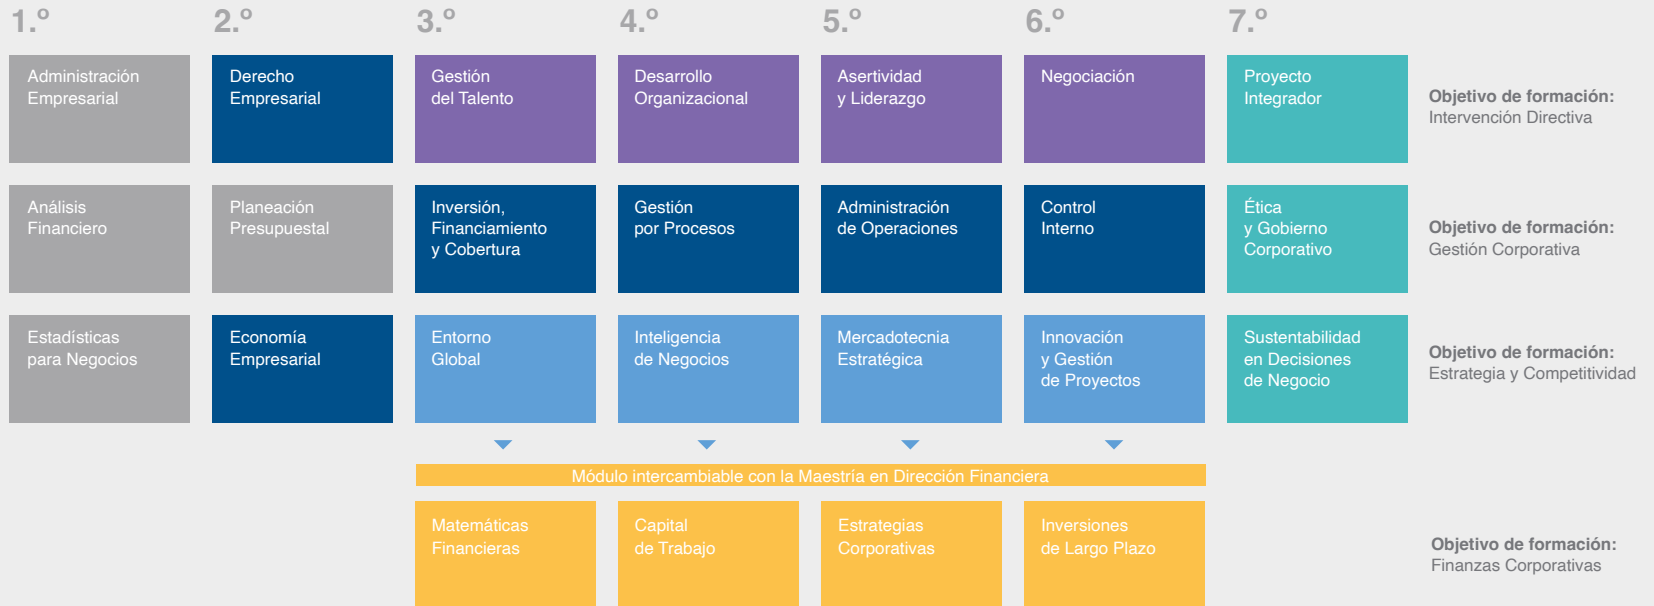 1.º
2.º
3.º
4.º
5.º
6.º
7.º
Administración
Empresarial
Derecho
Empresarial
Gestión
del Talento
Desarrollo
Organizacional
Asertividad
y Liderazgo
Negociación
Proyecto
Integrador
Objetivo de formación:
Intervención Directiva
Análisis
Financiero
Planeación
Presupuestal
Inversión,
Financiamiento
y Cobertura
Gestión
por Procesos
Administración
de Operaciones
Control
Interno
Ética
y Gobierno
Corporativo
Objetivo de formación:
Gestión Corporativa
Estadísticas
para Negocios
Economía
Empresarial
Entorno
Global
Inteligencia
de Negocios
Mercadotecnia
Estratégica
Innovación
y Gestión
de Proyectos
Sustentabilidad
en Decisiones
de Negocio
Objetivo de formación:
Estrategia y Competitividad
Módulo intercambiable con la Maestría en Dirección Financiera
Matemáticas
Financieras
Capital
de Trabajo
Estrategias
Corporativas
Inversiones
de Largo Plazo
Objetivo de formación:
Finanzas Corporativas